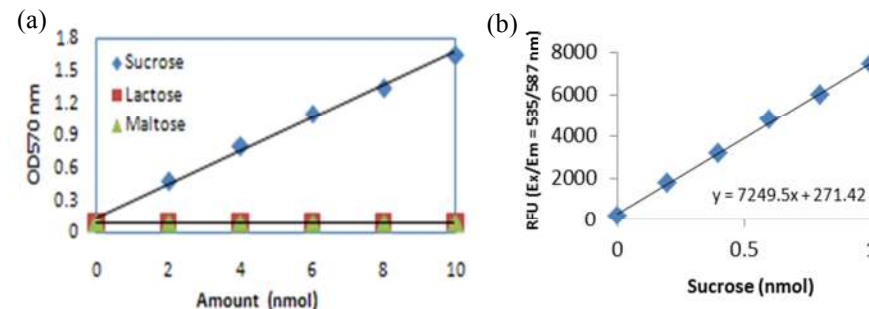 (a)
1.8
1.5
1.2
0.9
0.6
0.3
0
OD570 nm
Sucrose
Lactose
Maltose
0 2 4 6 8 10
Amount (nmol)
(b)
8000
6000
4000
2000
0
RFU (Ex/Em = 535/587 nm)
y = 7249.5x + 271.42
0 0.5 1
Sucrose (nmol)